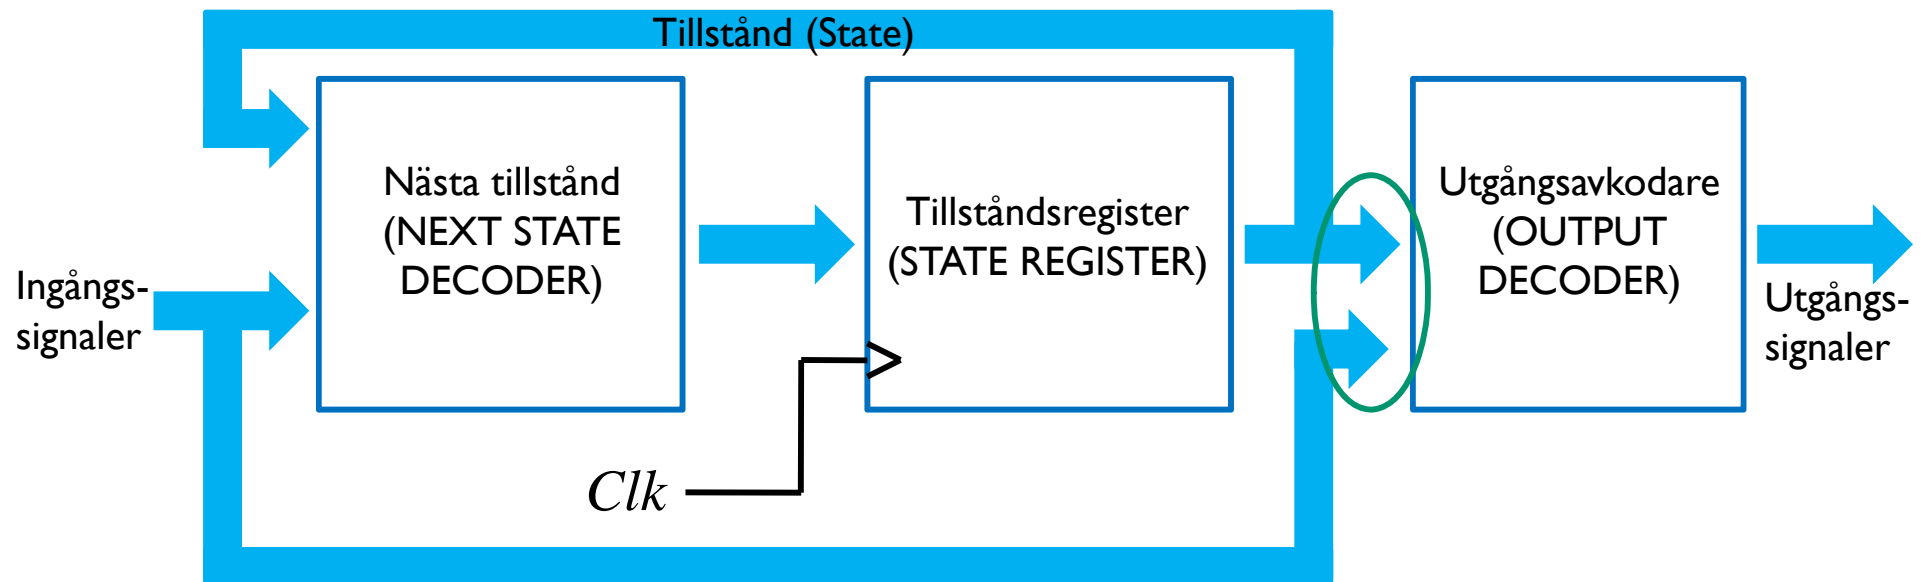 Tillstånd (State)
Nästa tillstånd
(NEXT STATE
DECODER)
Tillståndsregister
(STATE REGISTER)
Utgångsavkodare
(OUTPUT
DECODER)
Ingångs-
signaler
Utgångs-
signaler
Clk